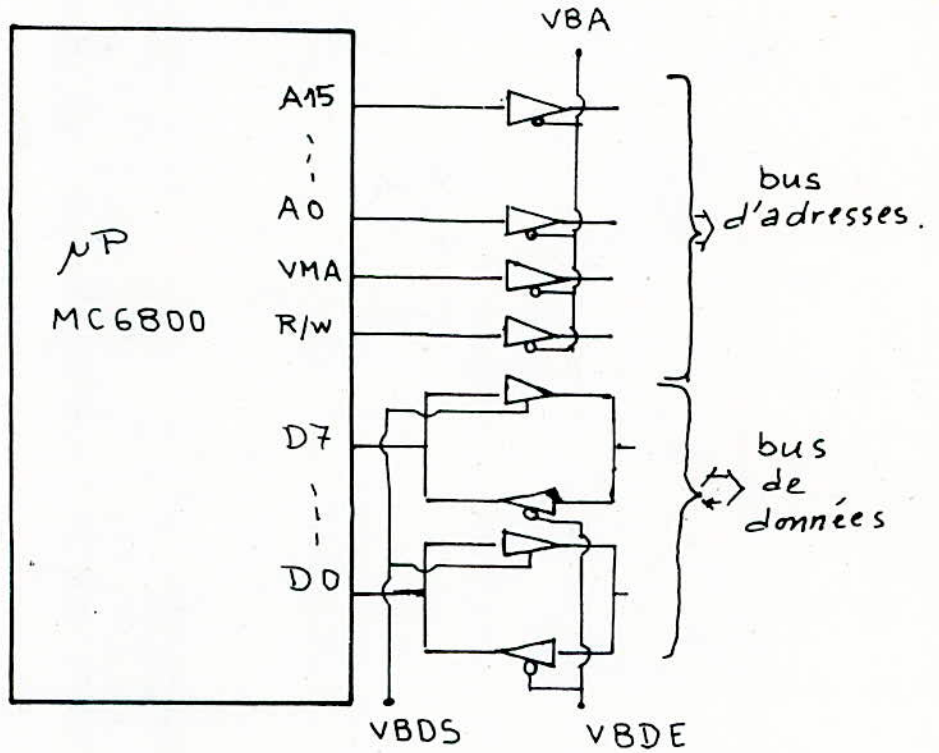 VBA
A15
A0
VMA
R/W
D7
D0
µP
MC6800
bus
d'adresses.
bus
de
données
VBDS
VBDE